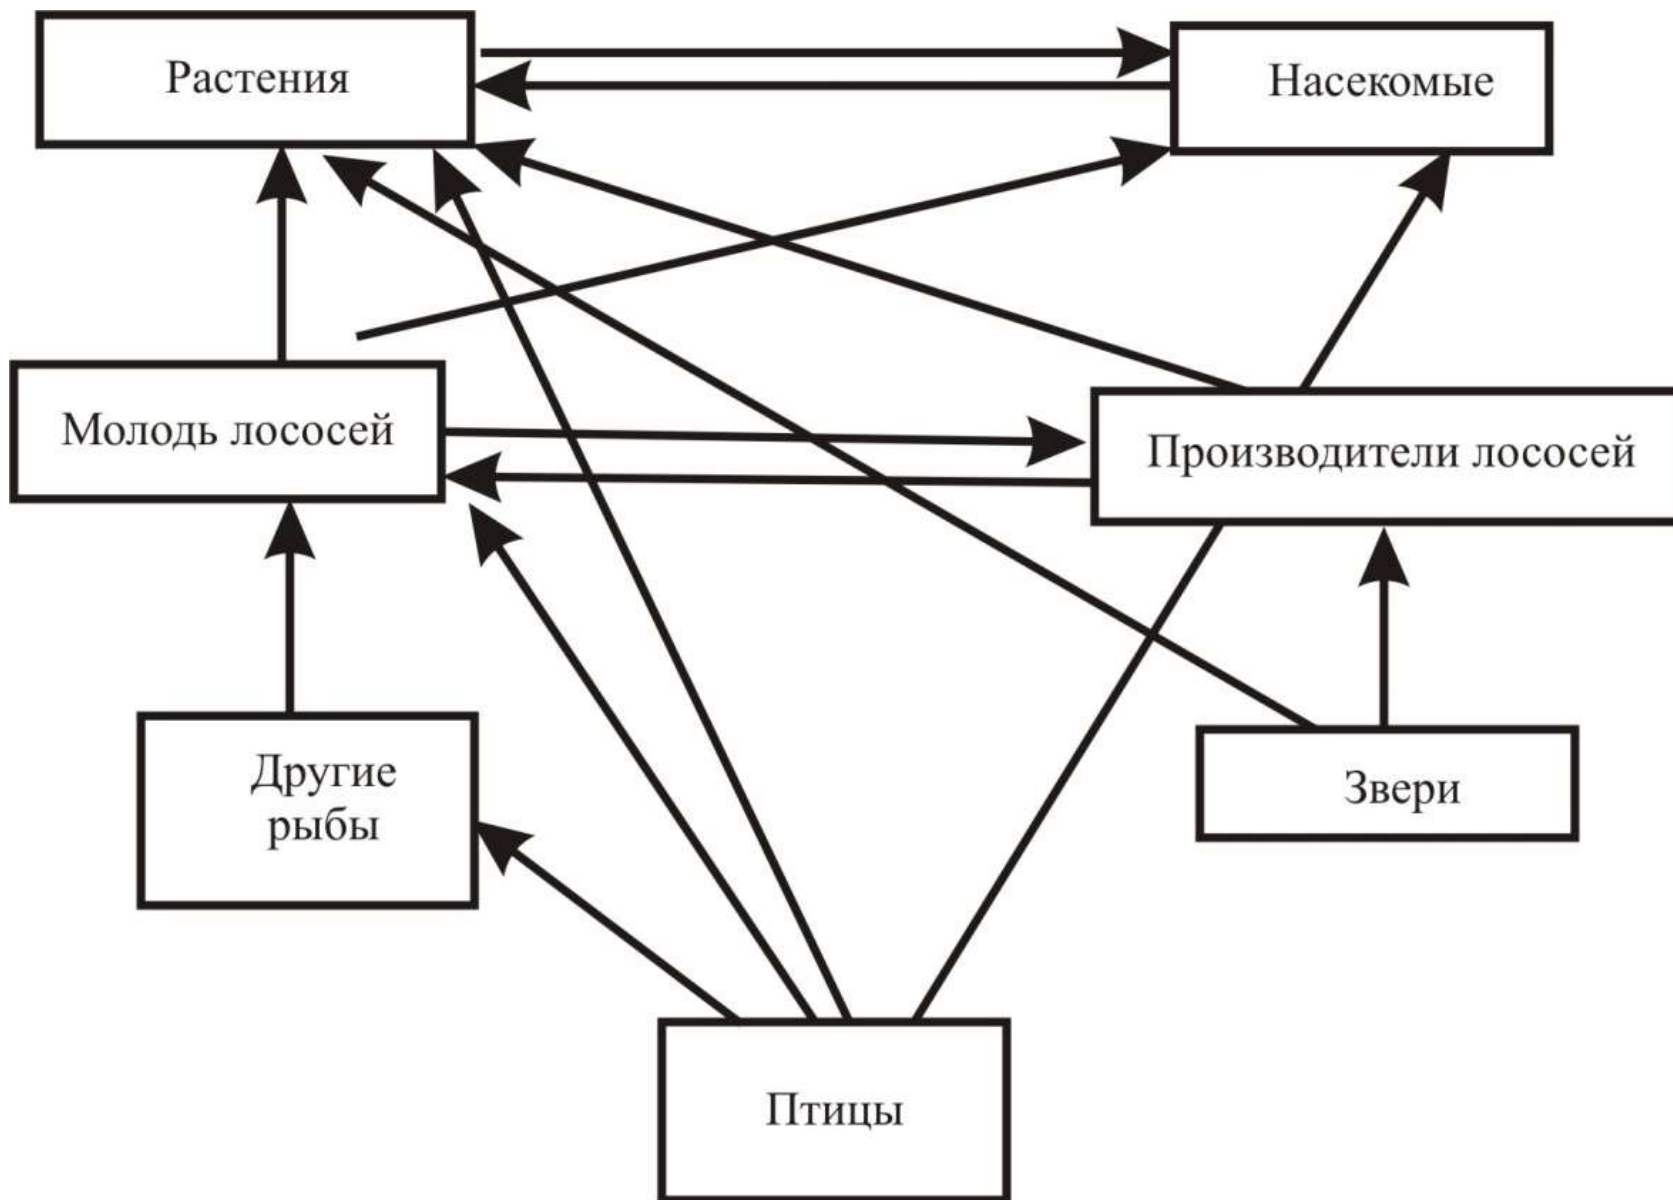 Растения
Насекомые
Молодь лососей
Производители лососей
Другие
рыбы
Звери
Птицы